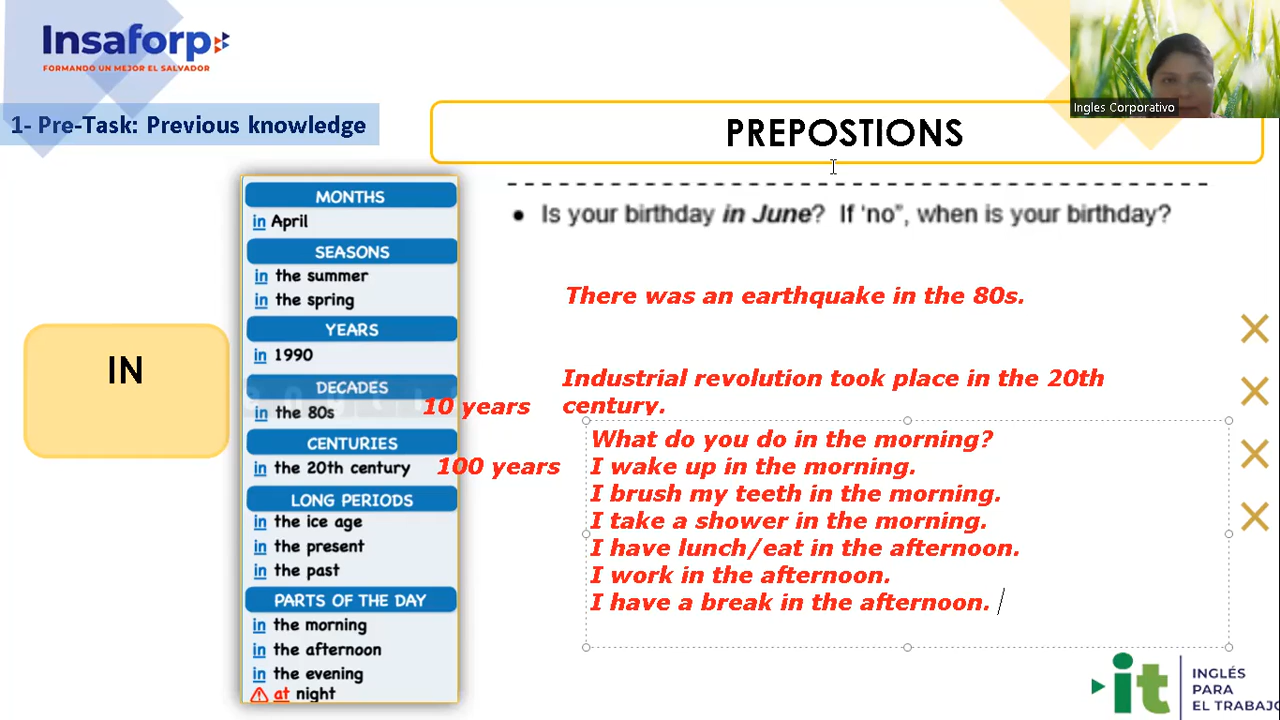 Insaforp
FORMANDO UN MEJOR EL SALVADOR
Ingles Corporativo
1- Pre-Task: Previous knowledge
PREPOSTIONS
IN
MONTHS
in April
SEASONS
in the summer
in the spring
YEARS
in 1990
DECADES
in the 80s
10 years
CENTURIES
in the 20th century
100 years
LONG PERIODS
in the ice age
in the present
in the past
PARTS OF THE DAY
in the morning
in the afternoon
in the evening
at night
• Is your birthday in June? If ‘no”, when is your birthday?
There was an earthquake in the 80s.
Industrial revolution took place in the 20th
century.
What do you do in the morning?
I wake up in the morning.
I brush my teeth in the morning.
I take a shower in the morning.
I have lunch/eat in the afternoon.
I work in the afternoon.
I have a break in the afternoon.
it
INGLÉS
PARA
EL TRABAJO